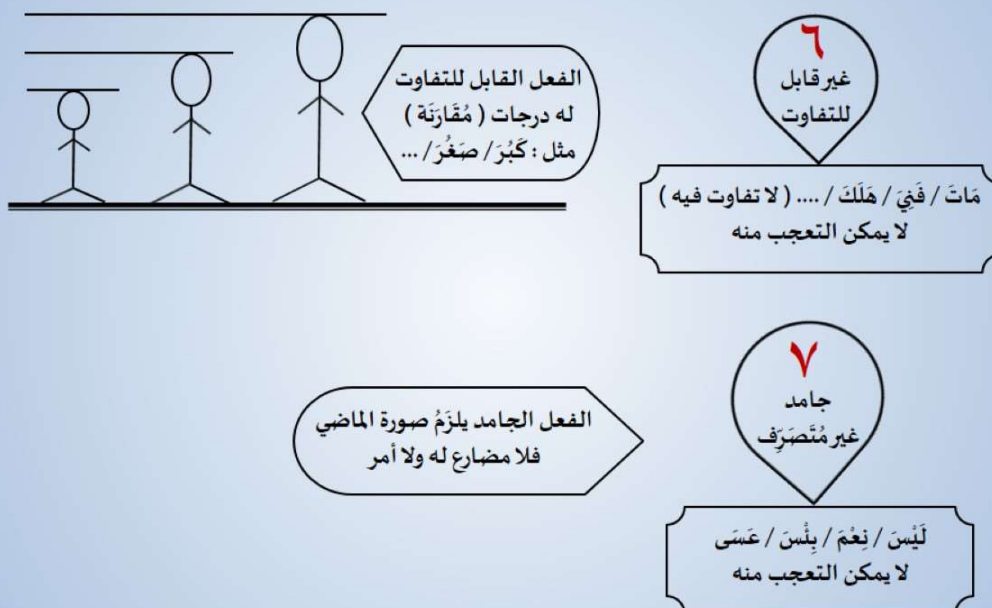 ٦
غير قابل
للتفاوت
الفعل القابل للتفاوت
له درجات ( مُقَارَنَة )
مثل : كَبُرَ / صَغُرَ / ...
مَاتَ / فَنِيَ / هَلَكَ / .... ( لا تفاوت فيه )
لا يمكن التعجب منه
٧
جامد
غير مُتَصَرِّف
الفعل الجامد يلزَمُ صورة الماضي
فلا مضارع له ولا أمر
لَيْسَ / نِعْمَ / بِئْسَ / عَسَى
لا يمكن التعجب منه